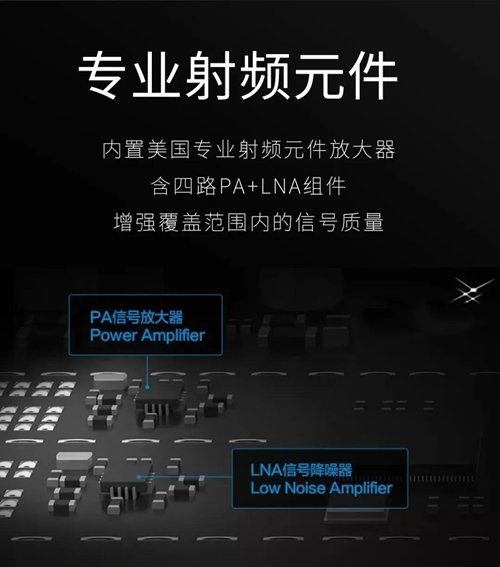 专业射频元件
内置美国专业射频元件放大器
含四路PA+LNA组件
增强覆盖范围内的信号质量
PA信号放大器
Power Amplifier
LNA信号降噪器
Low Noise Amplifier